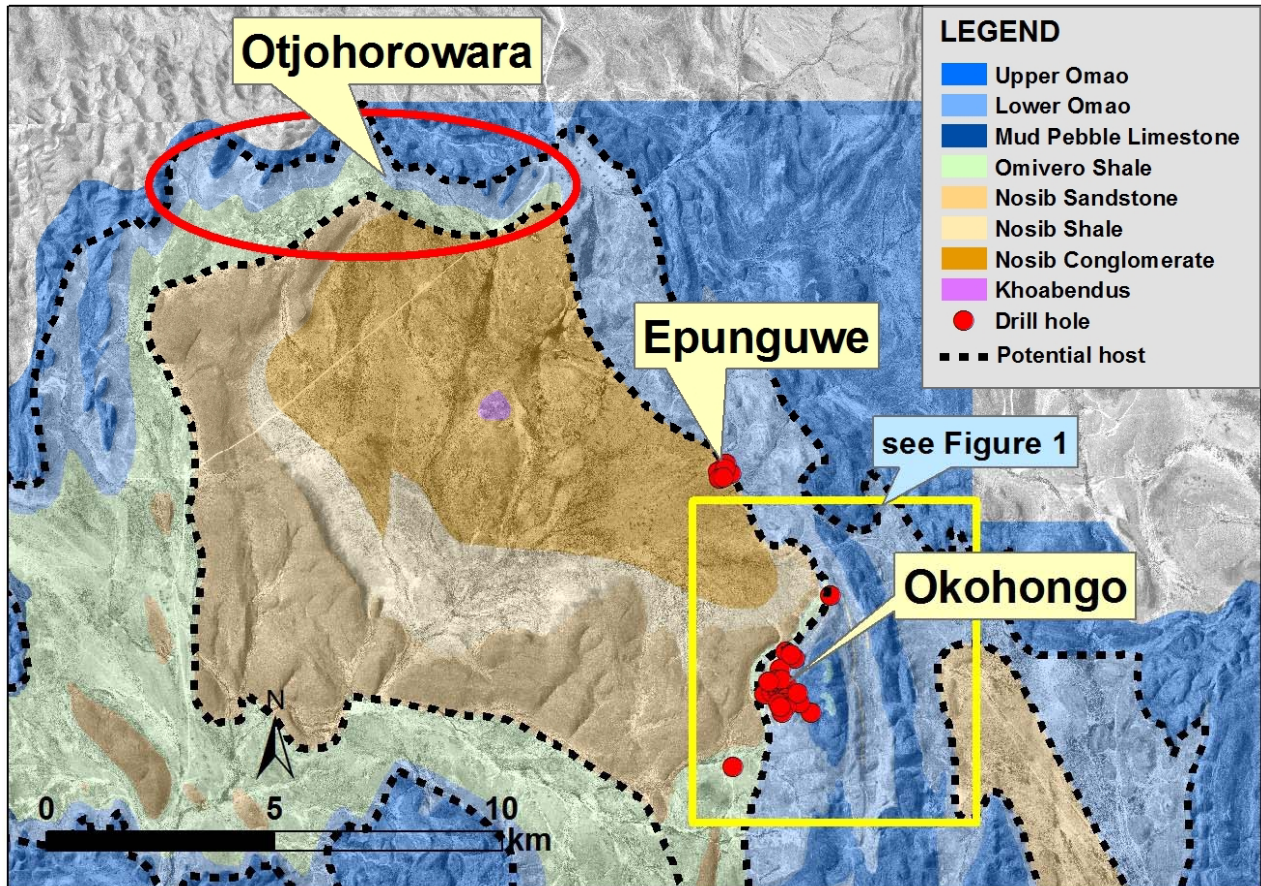 Otjohorowara
LEGEND
Upper Omao
Lower Omao
Mud Pebble Limestone
Omivero Shale
Nosib Sandstone
Nosib Shale
Nosib Conglomerate
Khoabendus
Drill hole
Potential host
Epunguwe
see Figure 1
Okohongo
N
0 5 10
km